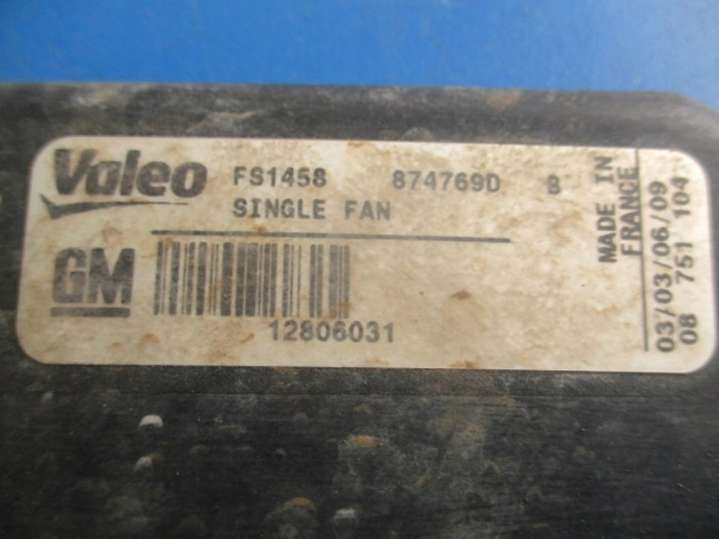 Valeo FS1458 874769D B
SINGLE FAN
GM
12806031
MADE IN
FRANCE
03/03/06/09
08 751 104